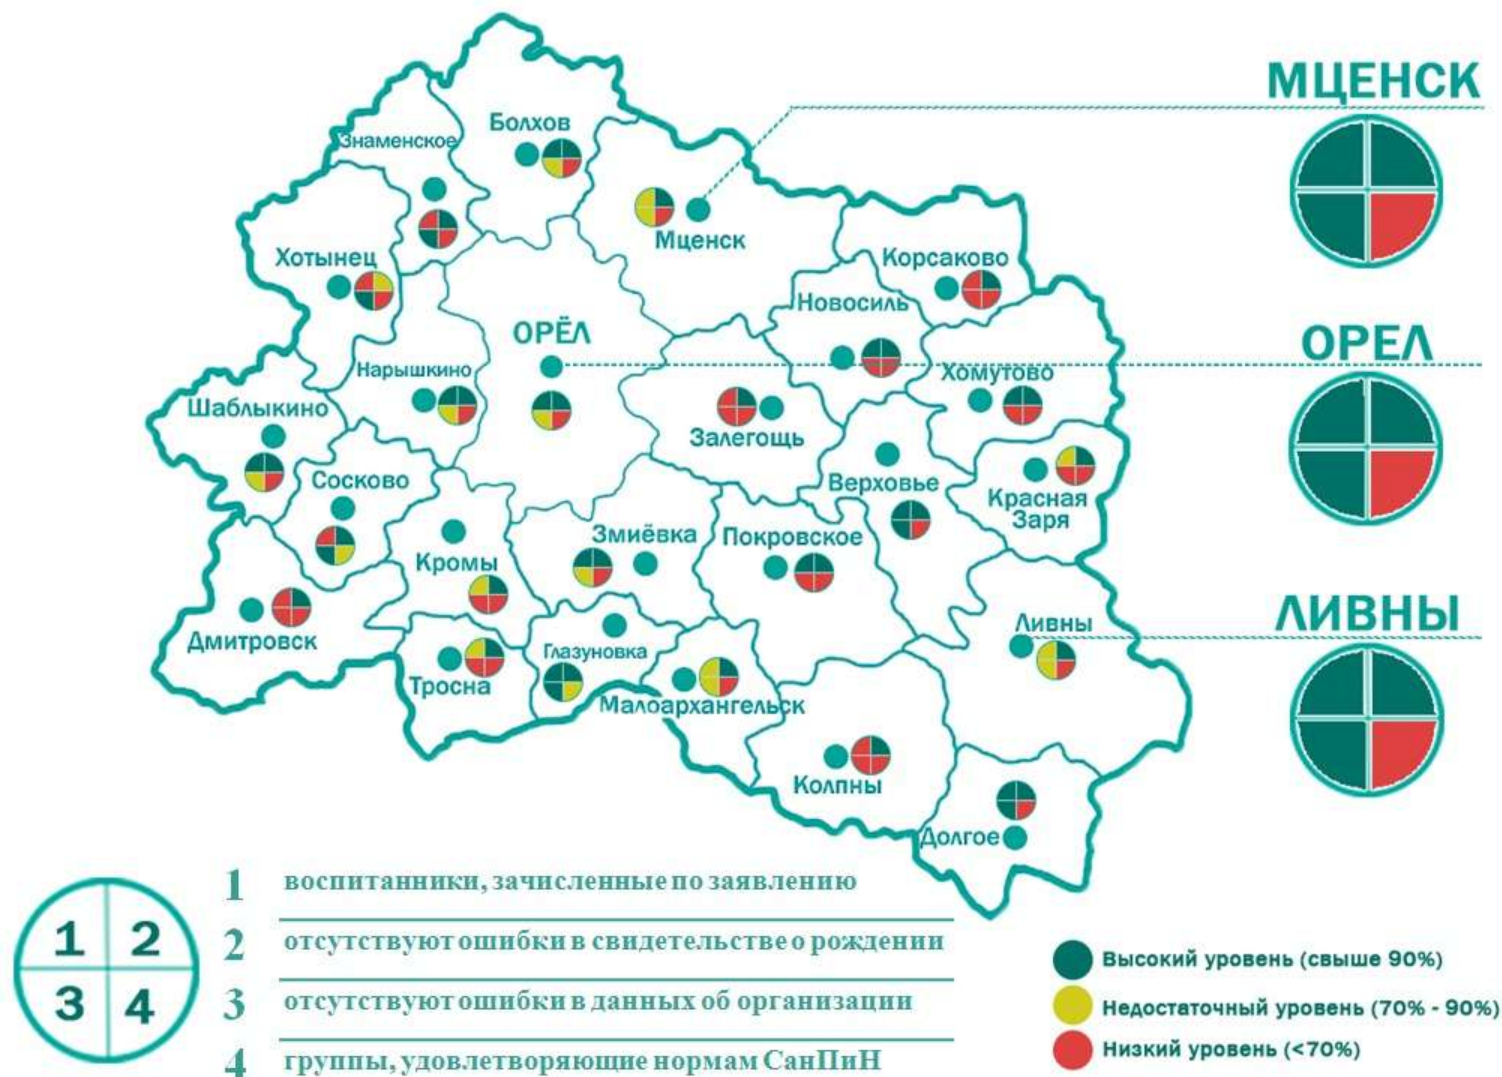 МЦЕНСК
Болхов
Знаменское
Мценск
Хотынец
Корсаково
Новосиль
ОРЁЛ
ОРЕЛ
Нарышкино
Хомутово
Шаблыкино
Залегощь
Сосково
Верховье
Красная
Заря
Змиёвка
Покровское
Кромы
ЛИВНЫ
Ливны
Дмитровск
Глазуновка
Тросна
Малоархангельск
Колпны
Долгое
1 воспитанники, зачисленные по заявлению
1 2
2 отсутствуют ошибки в свидетельстве о рождении
3 4
3 отсутствуют ошибки в данных об организации
4 группы, удовлетворяющие нормам СанПиН
Высокий уровень (свыше 90%)
Недостаточный уровень (70% - 90%)
Низкий уровень (<70%)